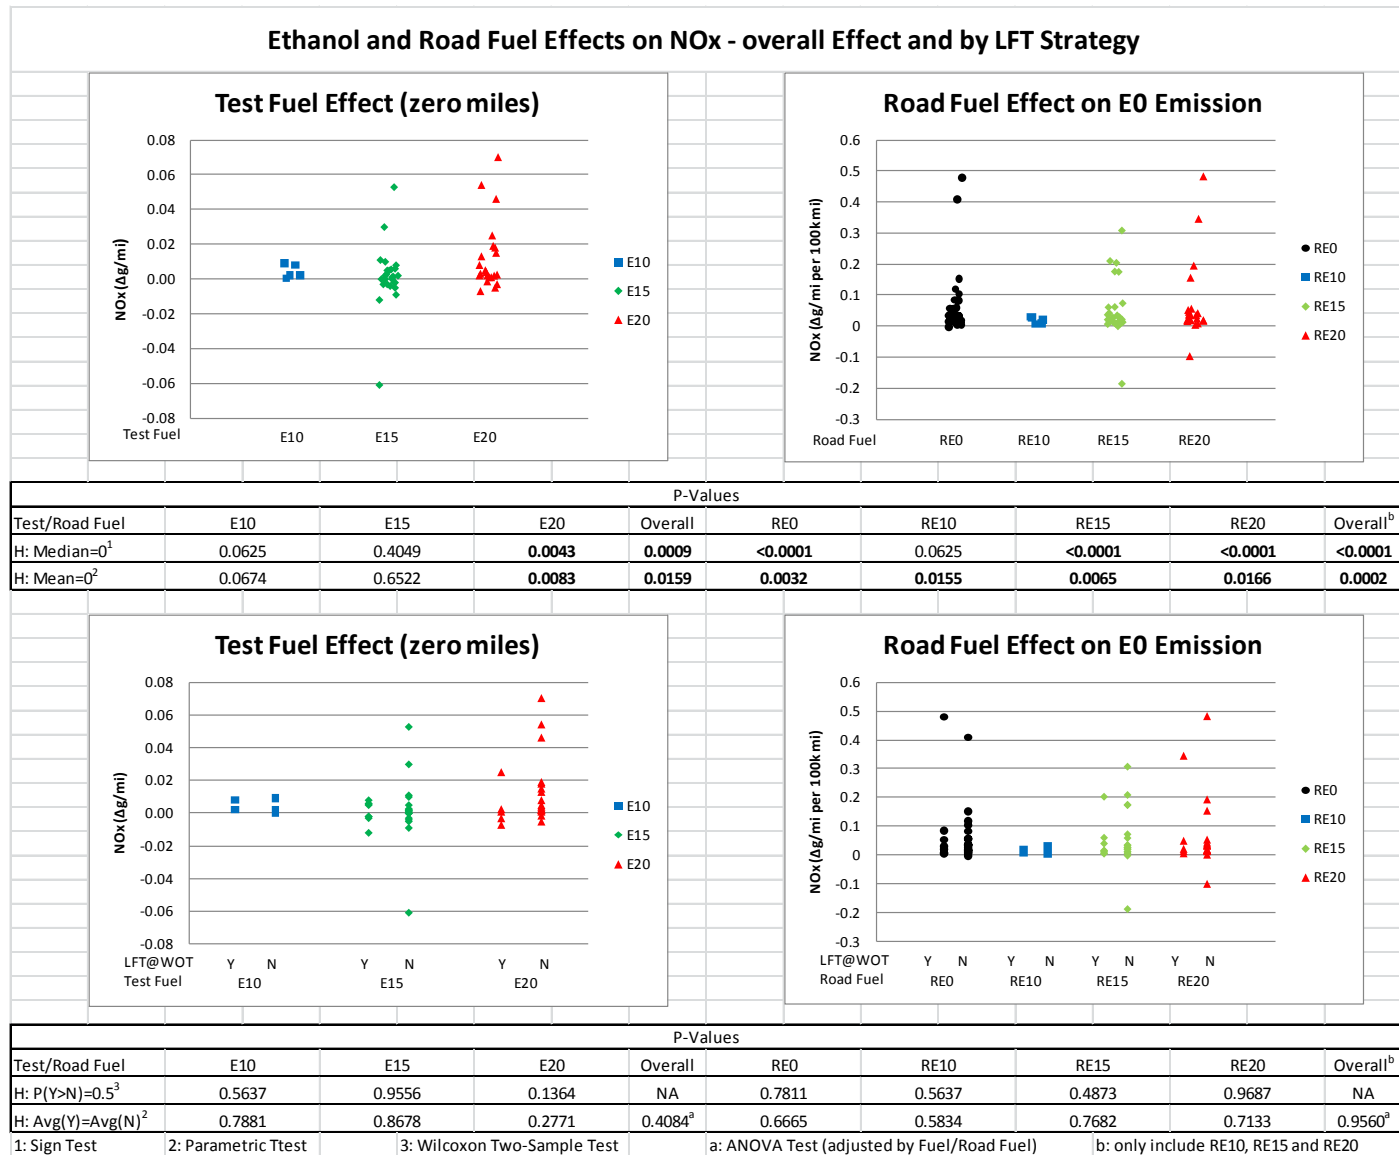 Ethanol and Road Fuel Effects on NOx - overall Effect and by LFT Strategy
Test Fuel Effect (zero miles)
NOx (Δg/mi)
0.08
0.06
0.04
0.02
0.00
-0.02
-0.04
-0.06
-0.08
Test Fuel E10 E15 E20
E10
E15
E20
Road Fuel Effect on E0 Emission
NOx (Δg/mi per 100k mi)
0.6
0.5
0.4
0.3
0.2
0.1
0
-0.1
-0.2
-0.3
Road Fuel RE0 RE10 RE15 RE20
RE0
RE10
RE15
RE20
P-Values
Test/Road Fuel E10 E15 E20 Overall RE0 RE10 RE15 RE20 Overall^b
H: Median=0^1 0.0625 0.4049 0.0043 0.0009 <0.0001 0.0625 <0.0001 <0.0001 <0.0001
H: Mean=0^2 0.0674 0.6522 0.0083 0.0159 0.0032 0.0155 0.0065 0.0166 0.0002
Test Fuel Effect (zero miles)
NOx (Δg/mi)
0.08
0.06
0.04
0.02
0.00
-0.02
-0.04
-0.06
-0.08
LFT@WOT Y N Y N Y N
Test Fuel E10 E15 E20
E10
E15
E20
Road Fuel Effect on E0 Emission
NOx (Δg/mi per 100k mi)
0.6
0.5
0.4
0.3
0.2
0.1
0
-0.1
-0.2
-0.3
LFT@WOT Y N Y N Y N Y N
Road Fuel RE0 RE10 RE15 RE20
RE0
RE10
RE15
RE20
P-Values
Test/Road Fuel E10 E15 E20 Overall RE0 RE10 RE15 RE20 Overall^b
H: P(Y>N)=0.5^3 0.5637 0.9556 0.1364 NA 0.7811 0.5637 0.4873 0.9687 NA
H: Avg(Y)=Avg(N)^2 0.7881 0.8678 0.2771 0.4084^a 0.6665 0.5834 0.7682 0.7133 0.9560^a
1: Sign Test 2: Parametric Ttest 3: Wilcoxon Two-Sample Test a: ANOVA Test (adjusted by Fuel/Road Fuel) b: only include RE10, RE15 and RE20